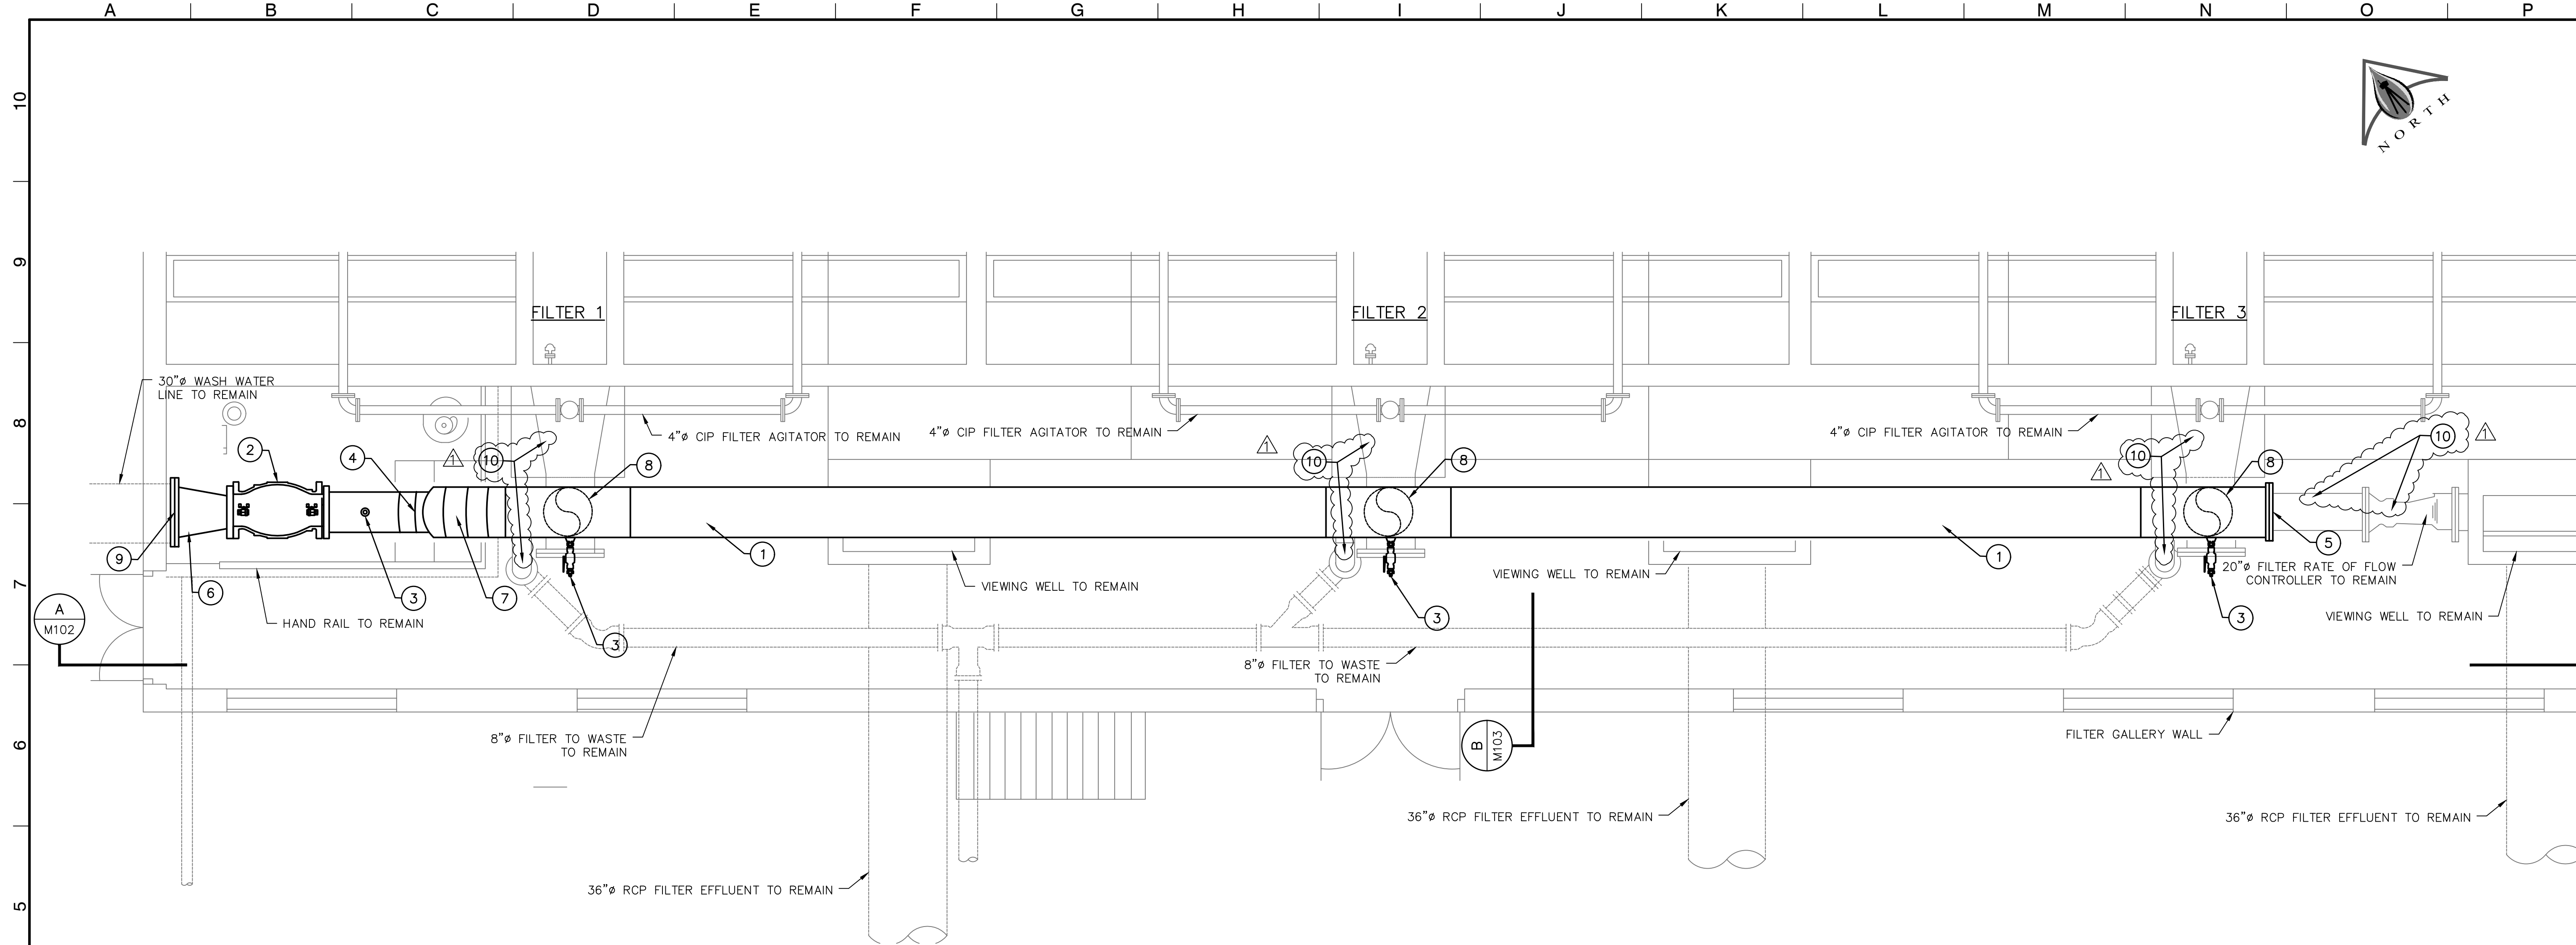 A B C D E F G H I J K L M N O P
10
NORTH
9
FILTER 1
FILTER 2
FILTER 3
30"ø WASH WATER
LINE TO REMAIN
8
4"ø CIP FILTER AGITATOR TO REMAIN
4"ø CIP FILTER AGITATOR TO REMAIN
4"ø CIP FILTER AGITATOR TO REMAIN
2
4
1
10
8
1
10
8
1
10
8
10
1
9
6
3
7
3
1
3
1
3
5
7
VIEWING WELL TO REMAIN
VIEWING WELL TO REMAIN
20"ø FILTER RATE OF FLOW
CONTROLLER TO REMAIN
VIEWING WELL TO REMAIN
A
M102
HAND RAIL TO REMAIN
8"ø FILTER TO WASTE
TO REMAIN
8"ø FILTER TO WASTE
TO REMAIN
6
B
M103
FILTER GALLERY WALL
36"ø RCP FILTER EFFLUENT TO REMAIN
36"ø RCP FILTER EFFLUENT TO REMAIN
36"ø RCP FILTER EFFLUENT TO REMAIN
5